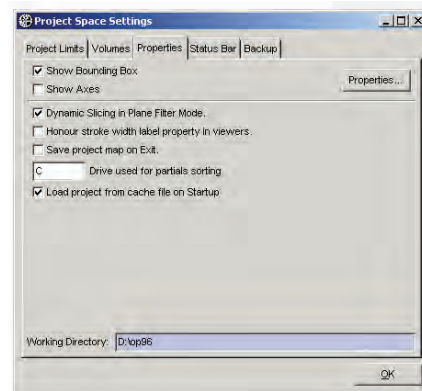 Project Space Settings
Project Limits Volumes Properties Status Bar Backup
Show Bounding Box
Properties...
Show Axes
Dynamic Slicing in Plane Filter Mode.
Honour stroke width label property in viewers.
Save project map on Exit.
C Drive used for partials sorting
Load project from cache file on Startup
Working Directory: D:\op96
OK